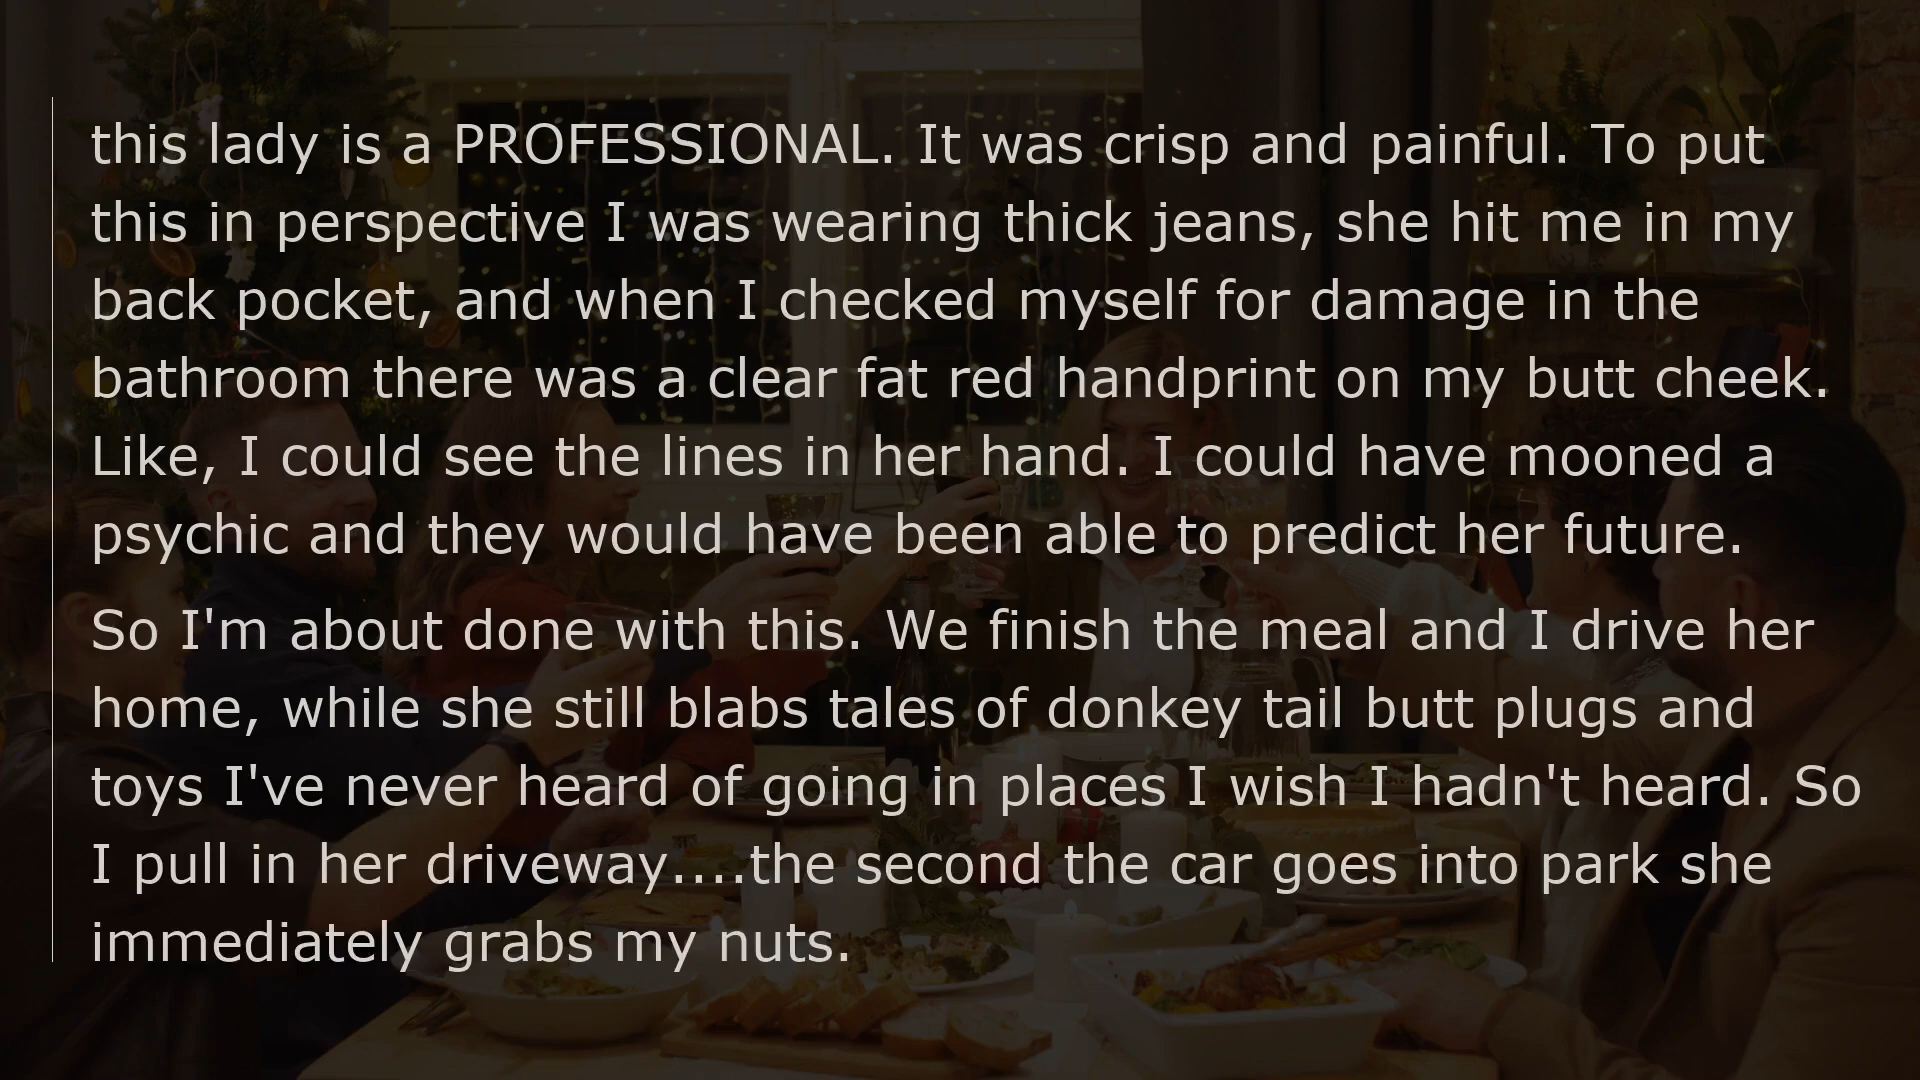 this lady is a PROFESSIONAL. It was crisp and painful. To put
this in perspective I was wearing thick jeans, she hit me in my
back pocket, and when I checked myself for damage in the
bathroom there was a clear fat red handprint on my butt cheek.
Like, I could see the lines in her hand. I could have mooned a
psychic and they would have been able to predict her future.
So I'm about done with this. We finish the meal and I drive her
home, while she still blabs tales of donkey tail butt plugs and
toys I've never heard of going in places I wish I hadn't heard. So
I pull in her driveway....the second the car goes into park she
immediately grabs my nuts.